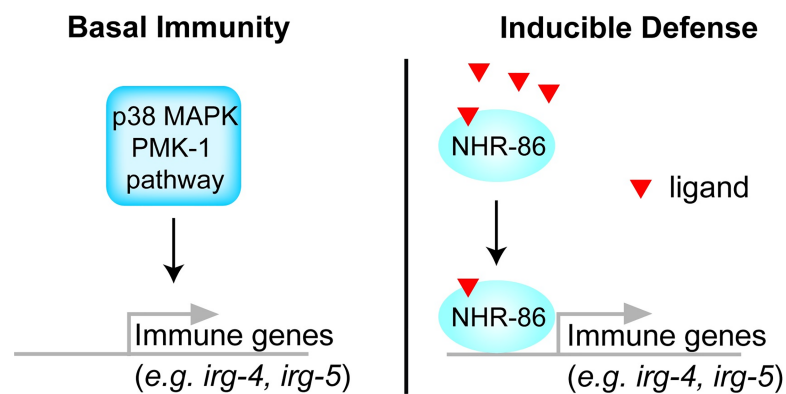 Basal Immunity
p38 MAPK
PMK-1
pathway
Immune genes
(e.g. irg-4, irg-5)
Inducible Defense
NHR-86
ligand
NHR-86
Immune genes
(e.g. irg-4, irg-5)